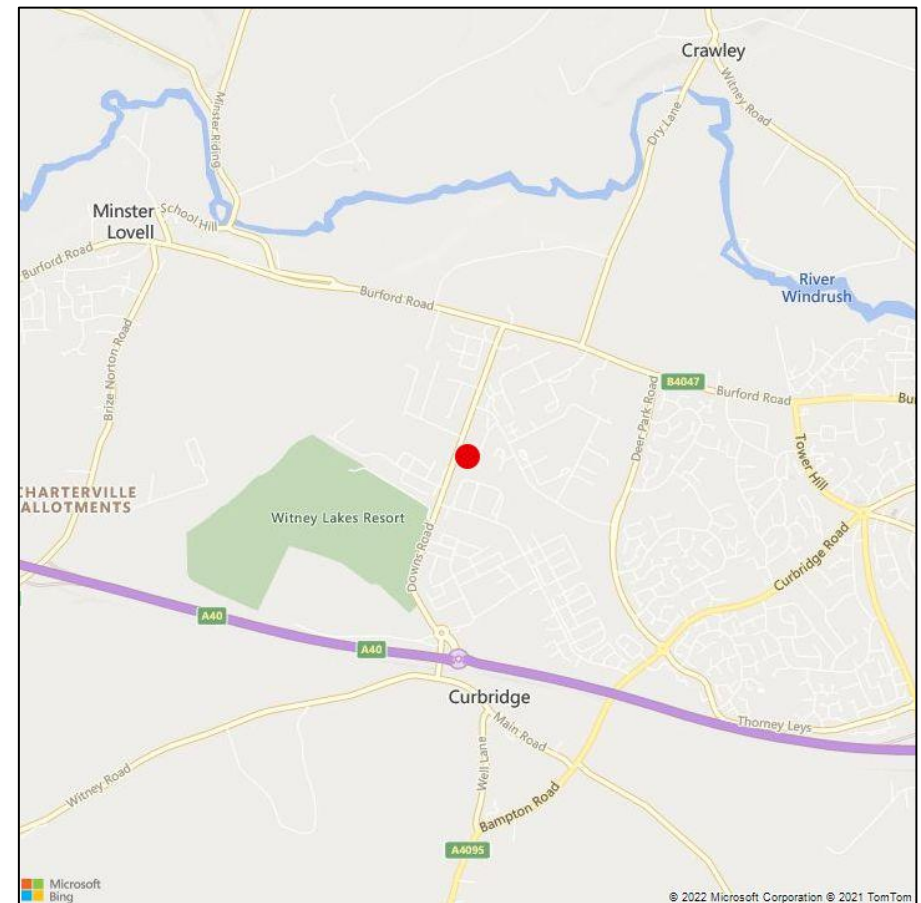 Crawley
Witney Road
Minster Riding
Dry Lane
Minster
Lovell
School Hill
Burford Road
Burford Road
River
Windrush
Brize Norton Road
B4047
Burford Road
Bu
Deer Park Road
Tower Hill
CHARTERVILLE
ALLOTMENTS
Witney Lakes Resort
Downs Road
Curbridge Road
A40
A40
Curbridge
Main Road
Thorney Leys
Well Lane
Witney Road
Bampton Road
A4095
Microsoft
Bing
© 2022 Microsoft Corporation © 2021 TomTom